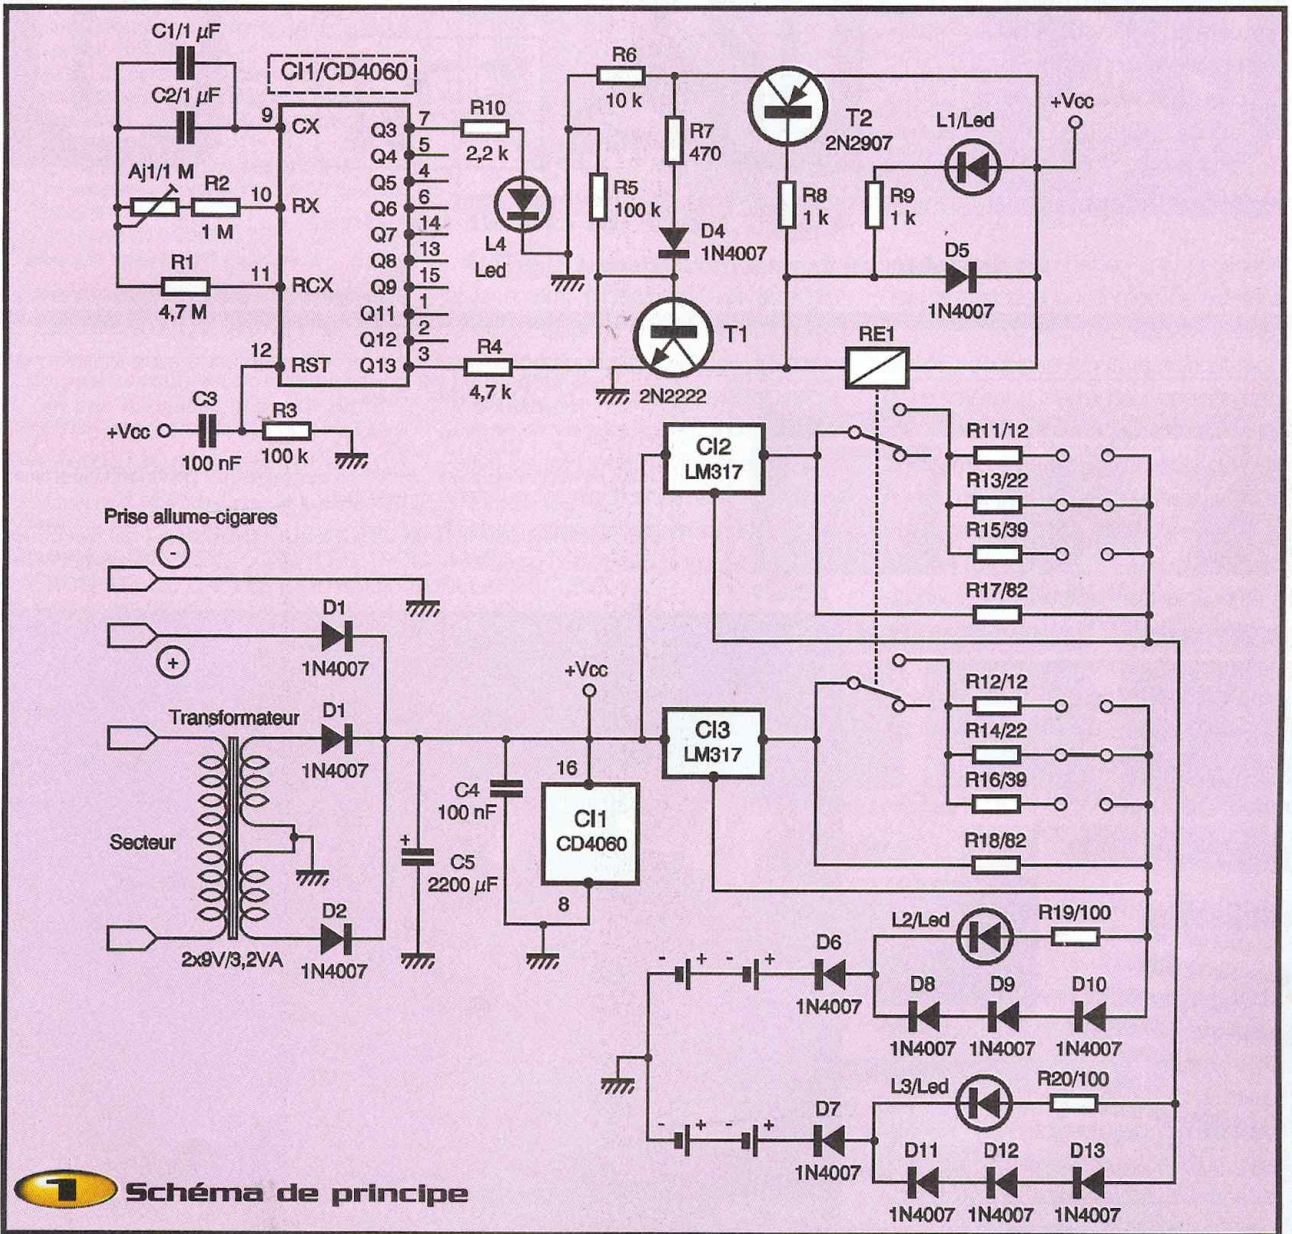 C1/1 µF
C2/1 µF
CI1/CD4060
9
CX
Aj1/1 M
R2
1 M
10
RX
R1
4,7 M
11
RCX
12
RST
Q3
7
Q4
5
Q5
4
Q6
6
Q7
14
Q8
13
Q9
15
Q11
1
Q12
2
Q13
3
R10
2,2 k
L4
Led
R4
4,7 k
C3
+Vcc
100 nF
R3
100 k
R6
10 k
R5
100 k
R7
470
D4
1N4007
T1
2N2222
T2
2N2907
R8
1 k
R9
1 k
L1/Led
+Vcc
D5
1N4007
RE1
CI2
LM317
R11/12
R13/22
R15/39
R17/82
Prise allume-cigares
-
+
D1
1N4007
Transformateur
D1
1N4007
Secteur
D2
1N4007
2x9V/3,2VA
+
C5
2200 µF
C4
100 nF
+Vcc
16
CI1
CD4060
8
CI3
LM317
R12/12
R14/22
R16/39
R18/82
L2/Led
R19/100
- + - +
D6
1N4007
D8
1N4007
D9
1N4007
D10
1N4007
L3/Led
R20/100
- + - +
D7
1N4007
D11
1N4007
D12
1N4007
D13
1N4007
1 Schéma de principe